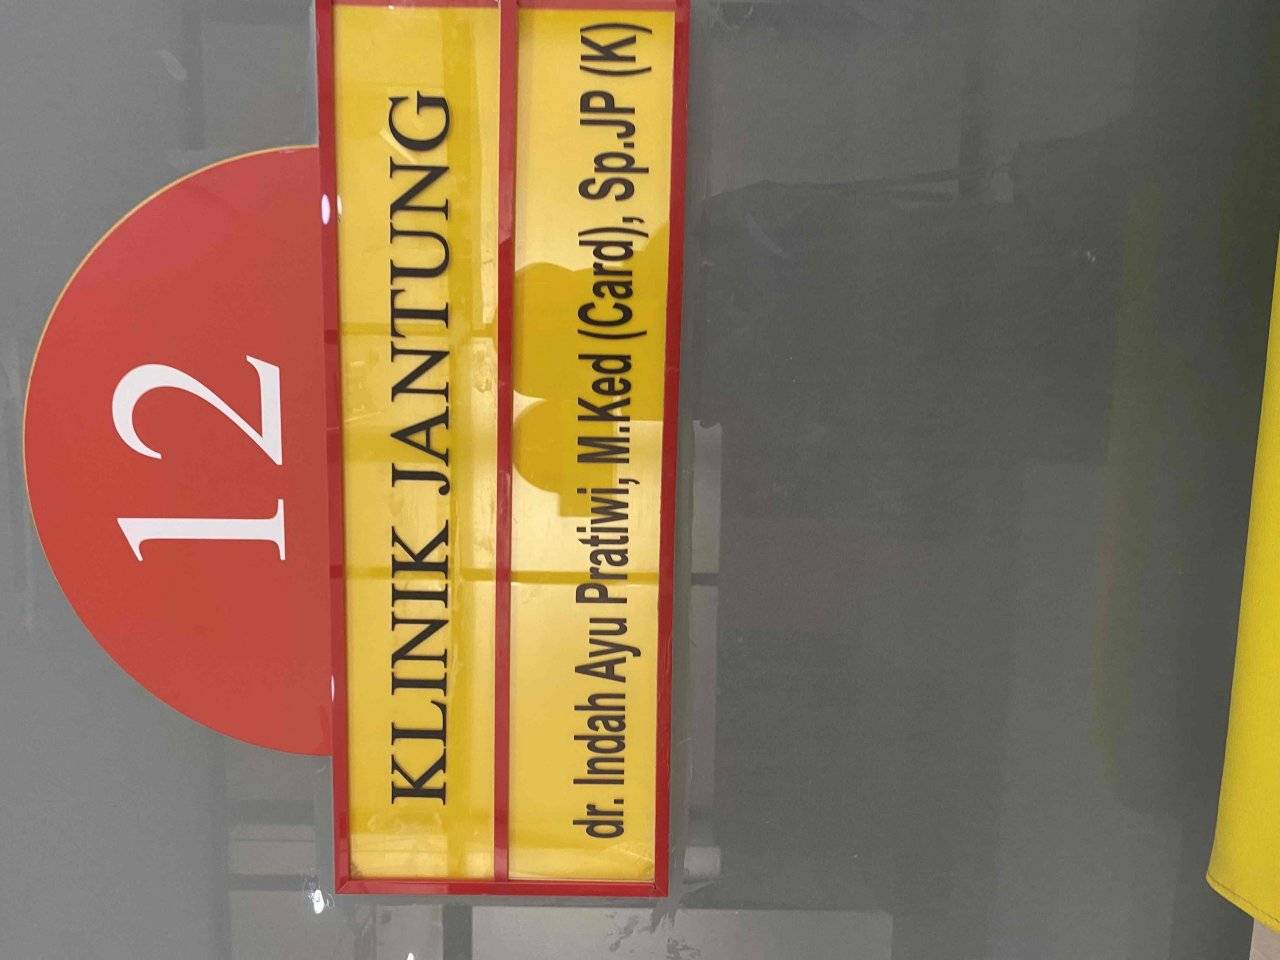 12
KLINIK JANTUNG
dr. Indah Ayu Pratiwi, M.Ked (Card), Sp.JP (K)